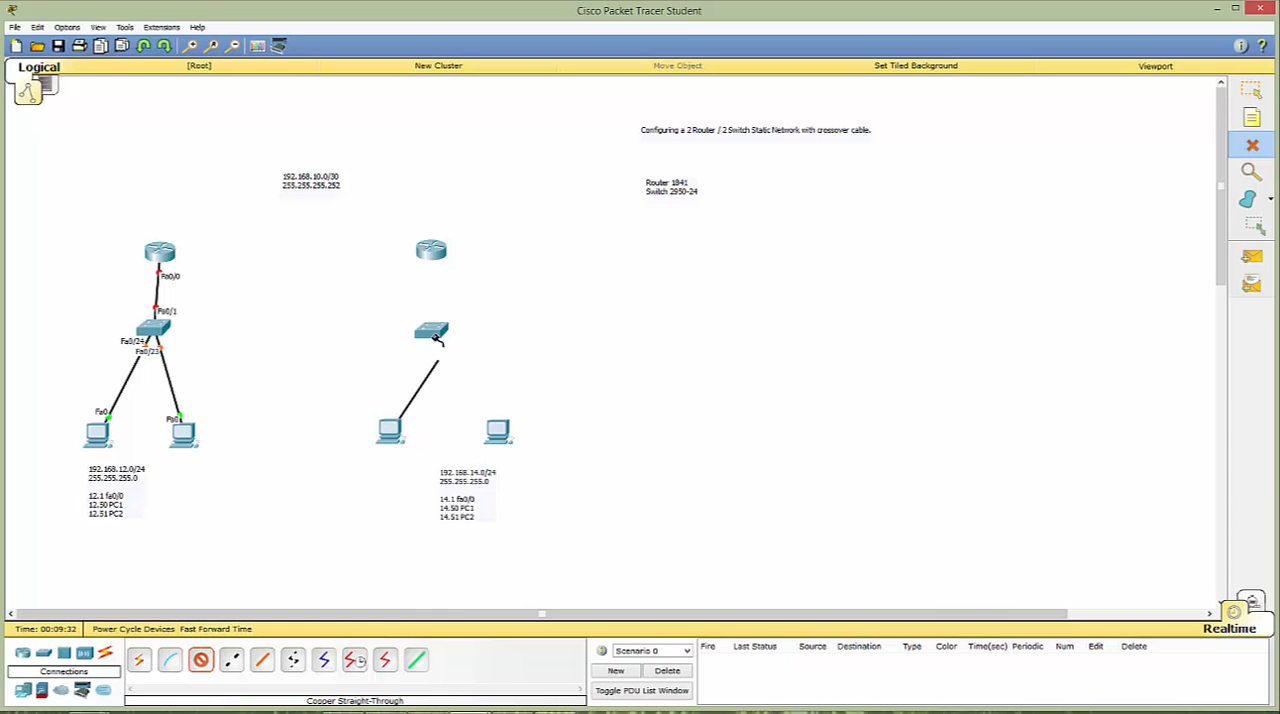 Cisco Packet Tracer Student
File Edit Options View Tools Extensions Help
Logical
[Root]
New Cluster
Move Object
Set Tiled Background
Viewport
Configuring a 2 Router / 2 Switch Static Network with crossover cable.
192.168.10.0/30
255.255.255.252
Router 1841
Switch 2950-24
Fa0/0
Fa0/1
Fa0/24
Fa0/23
Fa0
Fa0
192.168.12.0/24
255.255.255.0
12.1 fa0/0
12.50 PC1
12.51 PC2
192.168.14.0/24
255.255.255.0
14.1 fa0/0
14.50 PC1
14.51 PC2
Time: 00:09:32 Power Cycle Devices Fast Forward Time
Realtime
Connections
Copper Straight-Through
Scenario 0
New Delete
Toggle PDU List Window
Fire Last Status Source Destination Type Color Time(sec) Periodic Num Edit Delete